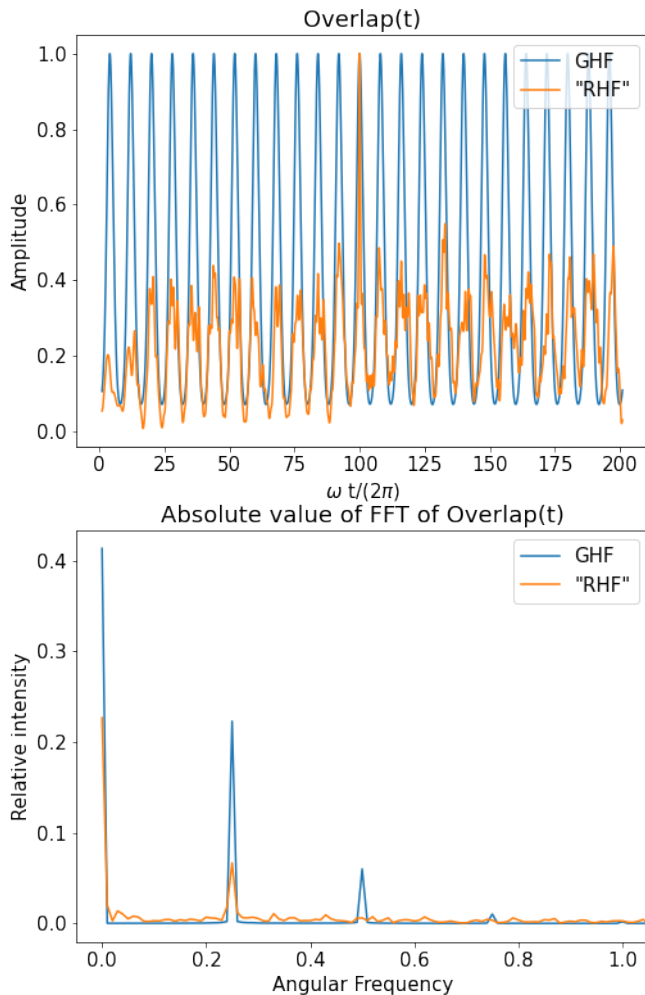 Overlap(t)
1.0
0.8
0.6
0.4
0.2
0.0
Amplitude
GHF
"RHF"
0 25 50 75 100 125 150 175 200
ω t/(2π)
Absolute value of FFT of Overlap(t)
0.4
0.3
0.2
0.1
0.0
Relative intensity
GHF
"RHF"
0.0 0.2 0.4 0.6 0.8 1.0
Angular Frequency